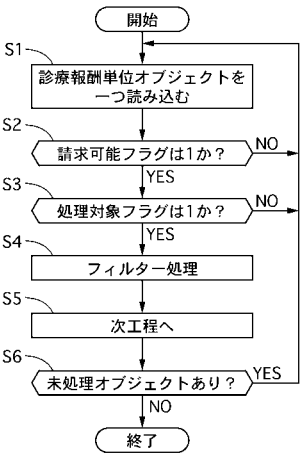 開始
S1
診療報酬単位オブジェクトを
一つ読み込む
S2
請求可能フラグは1か？
NO
YES
S3
処理対象フラグは1か？
NO
YES
S4
フィルター処理
S5
次工程へ
S6
未処理オブジェクトあり？
YES
NO
終了